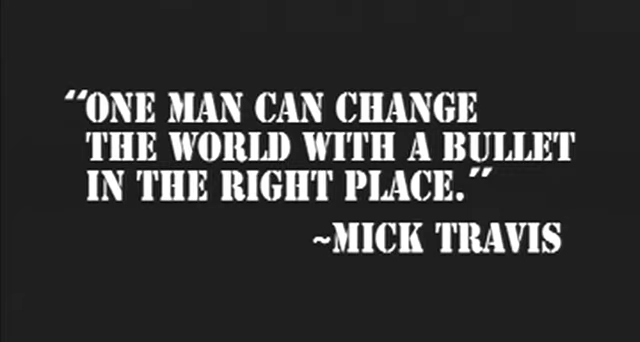 “ONE MAN CAN CHANGE
THE WORLD WITH A BULLET
IN THE RIGHT PLACE.”
~MICK TRAVIS